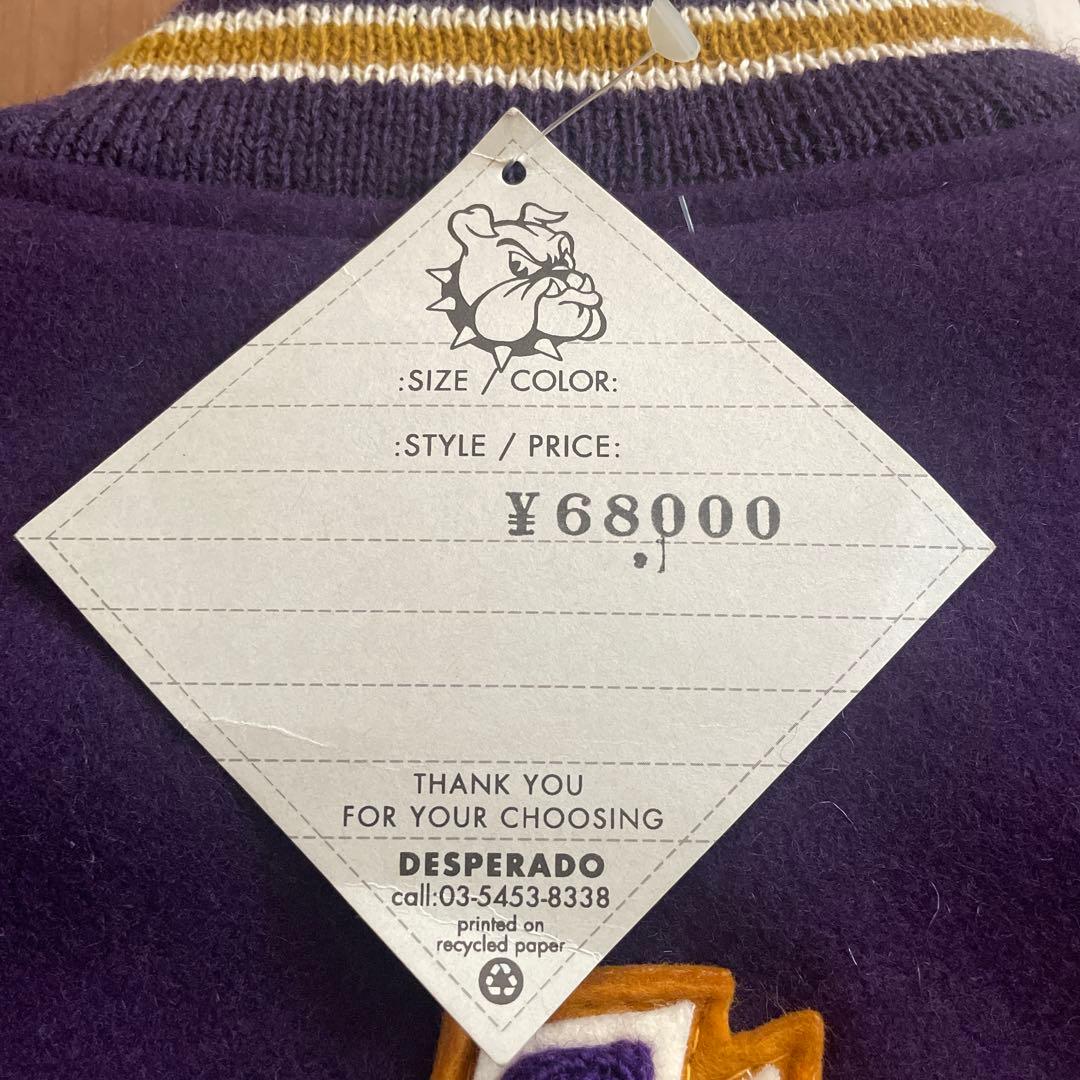 :SIZE / COLOR:
:STYLE / PRICE:
¥68000
THANK YOU
FOR YOUR CHOOSING
DESPERADO
call:03-5453-8338
printed on
recycled paper